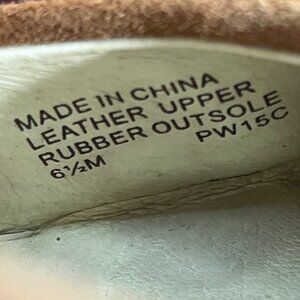 MADE IN CHINA
LEATHER UPPER
RUBBER OUTSOLE
6½M PW15C